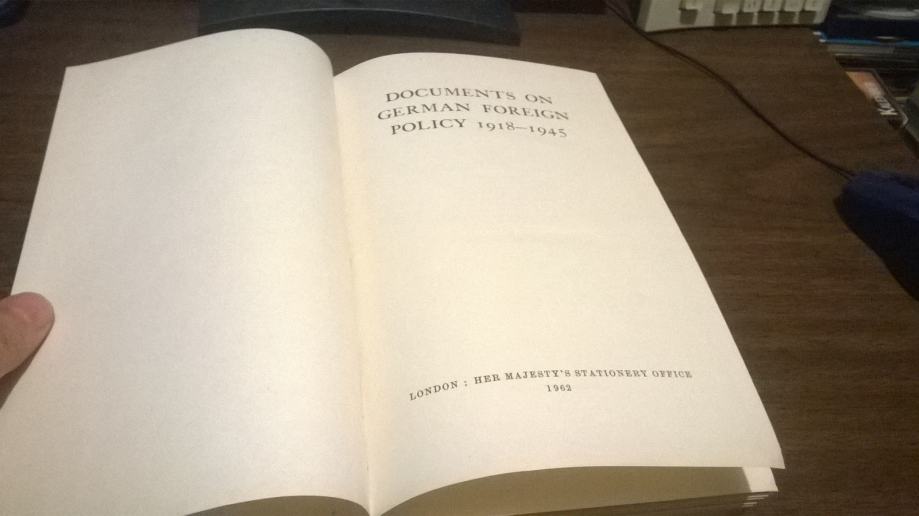 DOCUMENTS ON
GERMAN FOREIGN
POLICY 1918–1945
LONDON : HER MAJESTY'S STATIONERY OFFICE
1962